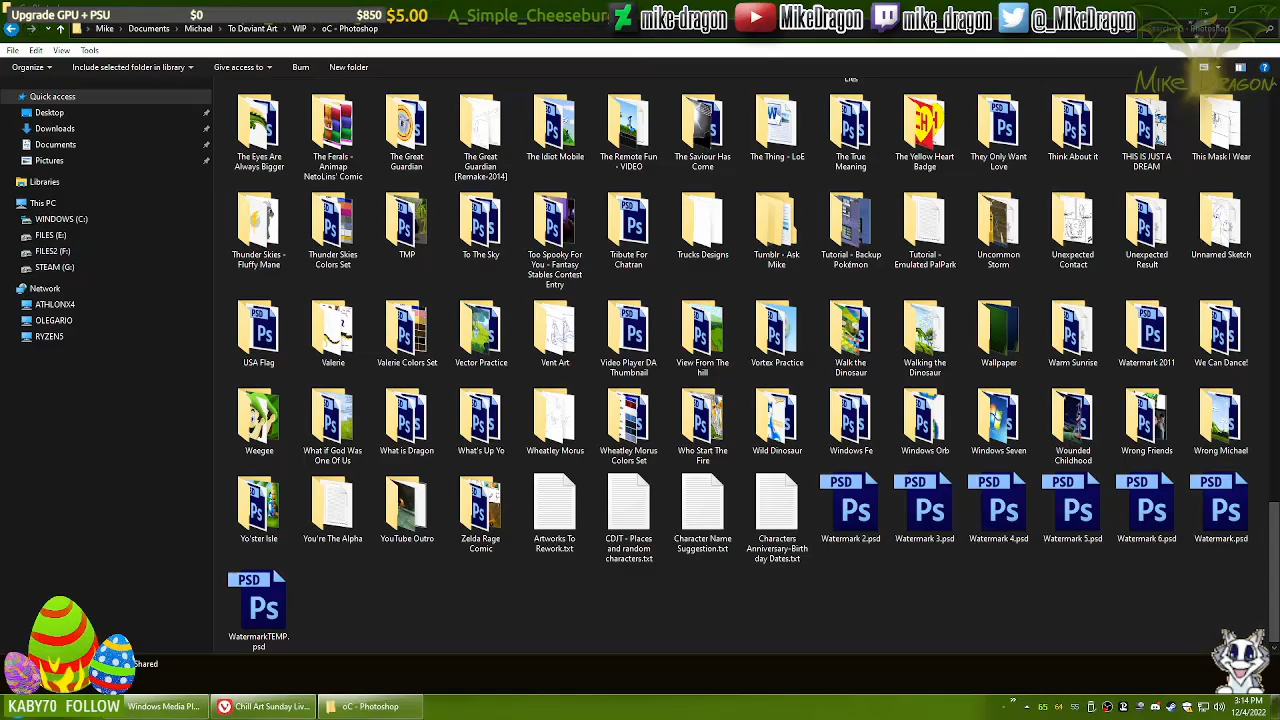 Upgrade GPU + PSU $0 $850 $5.00 A_Simple_Cheesebur mike-dragon MikeDragon mike_dragon @_MikeDragon
Mike > Documents > Michael > To Deviant Art > WIP > oC - Photoshop
File Edit View Tools
Organize Include selected folder in library Give access to Burn New folder
MIKE DRAGON
Quick access
Desktop
Downloads
Documents
Pictures
Libraries
This PC
WINDOWS (C:)
FILES (E:)
FILES2 (F:)
STEAM (G:)
Network
ATHLONX4
OLEGARIO
RYZEN5
The Eyes Are Always Bigger
The Ferals - Animap NetoLins' Comic
The Great Guardian
The Great Guardian [Remake-2014]
The Idiot Mobile
The Remote Fun - VIDEO
The Saviour Has Come
The Thing - LoE
The True Meaning
The Yellow Heart Badge
They Only Want Love
Think About it
THIS IS JUST A DREAM
This Mask I Wear
Thunder Skies - Fluffy Mane
Thunder Skies Colors Set
TMP
To The Sky
Too Spooky For You - Fantasy Stables Contest Entry
Tribute For Chatran
Trucks Designs
Tumblr - Ask Mike
Tutorial - Backup Pokémon
Tutorial - Emulated PalPark
Uncommon Storm
Unexpected Contact
Unexpected Result
Unnamed Sketch
USA Flag
Valerie
Valerie Colors Set
Vector Practice
Vent Art
Video Player DA Thumbnail
View From The hill
Vortex Practice
Walk the Dinosaur
Walking the Dinosaur
Wallpaper
Warm Sunrise
Watermark 2011
We Can Dance!
Weegee
What if God Was One Of Us
What is Dragon
What's Up Yo
Wheatley Morus
Wheatley Morus Colors Set
Who Start The Fire
Wild Dinosaur
Windows Fe
Windows Orb
Windows Seven
Wounded Childhood
Wrong Friends
Wrong Michael
Yo'ster Isle
You're The Alpha
YouTube Outro
Zelda Rage Comic
Artworks To Rework.txt
CDJT - Places and random characters.txt
Character Name Suggestion.txt
Characters Anniversary-Birthday Dates.txt
Watermark 2.psd
Watermark 3.psd
Watermark 4.psd
Watermark 5.psd
Watermark 6.psd
Watermark.psd
WatermarkTEMP.psd
Shared
KABY70 FOLLOW
Windows Media Pl...
Chill Art Sunday Liv...
oC - Photoshop
3:14 PM
12/4/2022